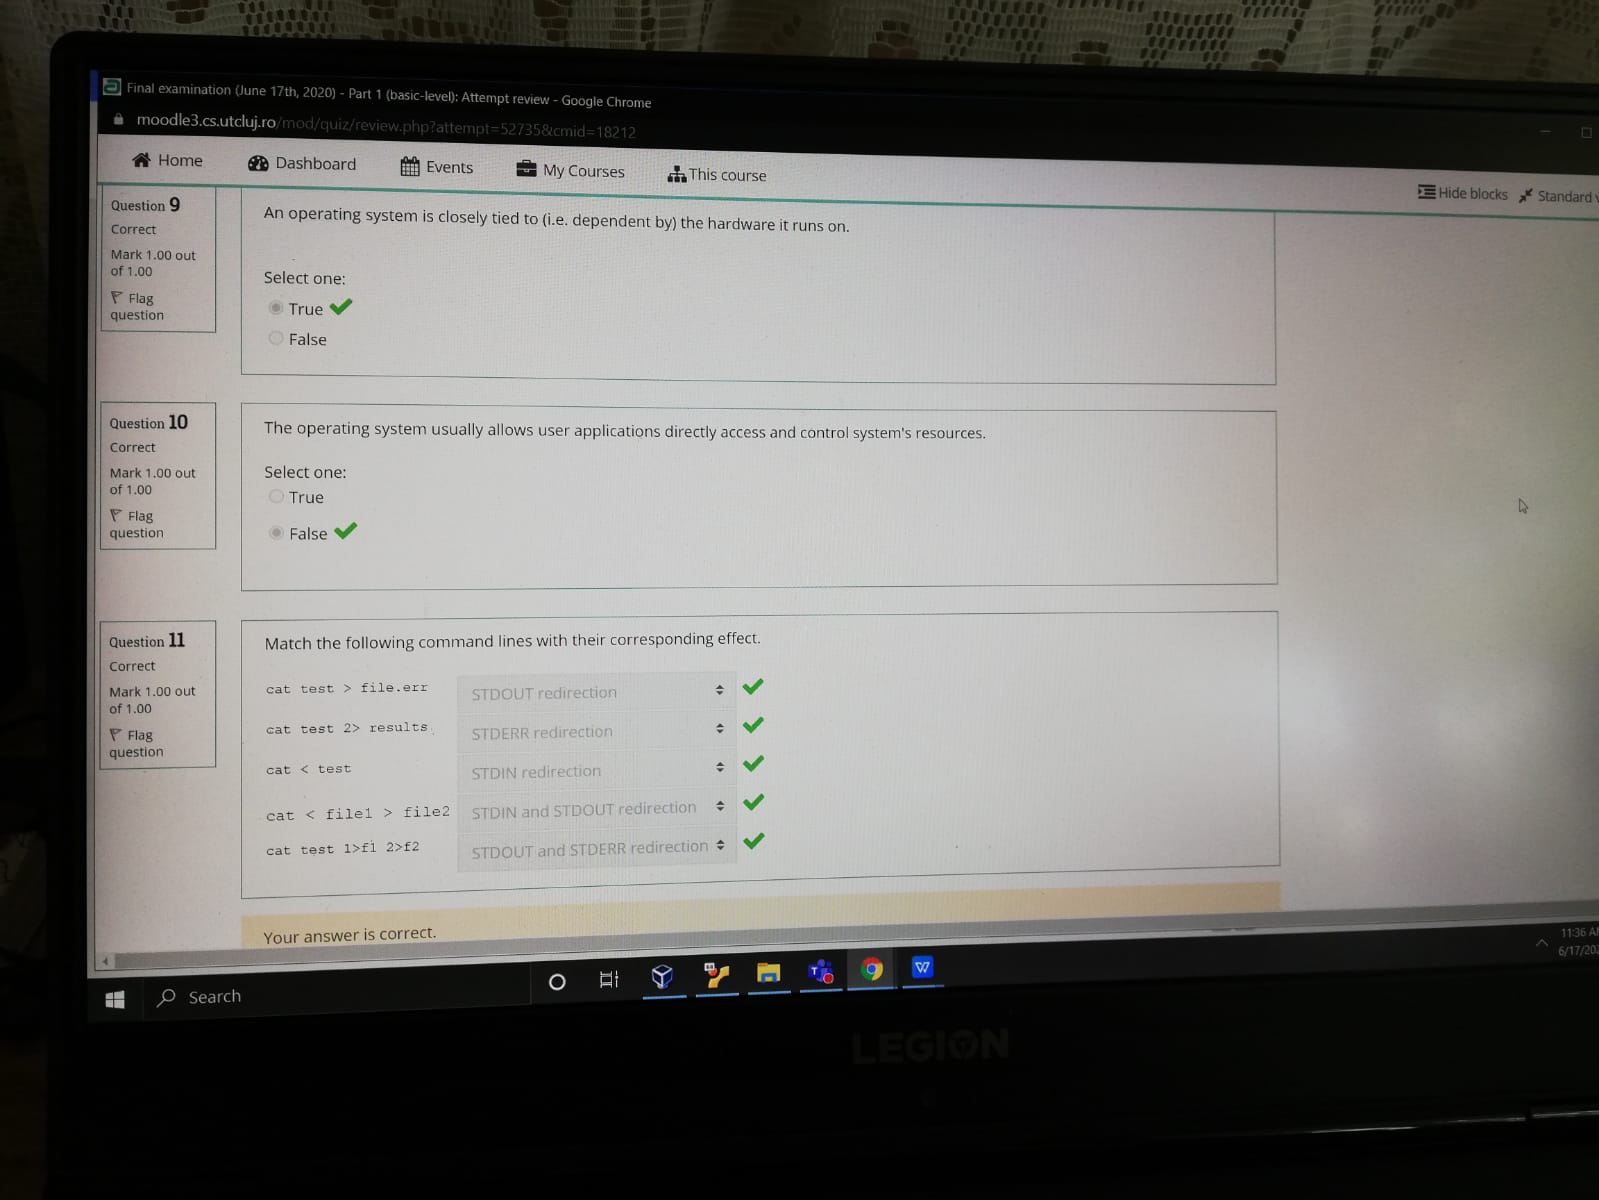 Final examination (June 17th, 2020) - Part 1 (basic-level): Attempt review - Google Chrome
moodle3.cs.utcluj.ro/mod/quiz/review.php?attempt=52735&cmid=18212
Home Dashboard Events My Courses This course
Hide blocks Standard
Question 9
Correct
Mark 1.00 out
of 1.00
Flag
question
An operating system is closely tied to (i.e. dependent by) the hardware it runs on.
Select one:
True
False
Question 10
Correct
Mark 1.00 out
of 1.00
Flag
question
The operating system usually allows user applications directly access and control system's resources.
Select one:
True
False
Question 11
Correct
Mark 1.00 out
of 1.00
Flag
question
Match the following command lines with their corresponding effect.
cat test > file.err STDOUT redirection
cat test 2> results STDERR redirection
cat < test STDIN redirection
cat < file1 > file2 STDIN and STDOUT redirection
cat test 1>f1 2>f2 STDOUT and STDERR redirection
Your answer is correct.
11:36
Search
LEGION